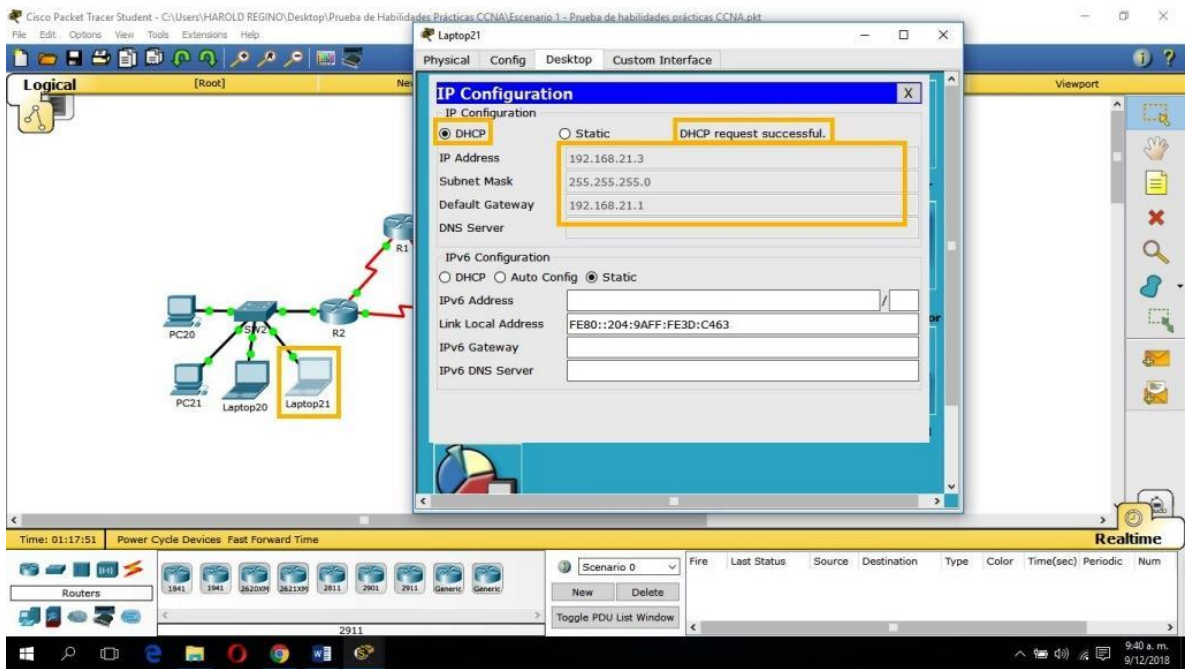 Cisco Packet Tracer Student - C:\Users\HAROLD REGINO\Desktop\Prueba de Habilidades Prácticas CCNA\Escenario 1 - Prueba de habilidades prácticas CCNA.pkt
File Edit Options View Tools Extensions Help
Logical
[Root]
New
Viewport
Laptop21
Physical Config Desktop Custom Interface
IP Configuration
X
IP Configuration
DHCP
Static
DHCP request successful.
IP Address
192.168.21.3
Subnet Mask
255.255.255.0
Default Gateway
192.168.21.1
DNS Server
IPv6 Configuration
DHCP Auto Config Static
IPv6 Address
/
Link Local Address
FE80::204:9AFF:FE3D:C463
IPv6 Gateway
IPv6 DNS Server
or
R1
PC20
SW2
R2
PC21
Laptop20
Laptop21
Time: 01:17:51 Power Cycle Devices Fast Forward Time
Realtime
Routers
1841 1941 2620XM 2621XM 2811 2901 2911 Generic Generic
2911
Scenario 0
New Delete
Toggle PDU List Window
Fire Last Status Source Destination Type Color Time(sec) Periodic Num
9:40 a. m.
9/12/2018